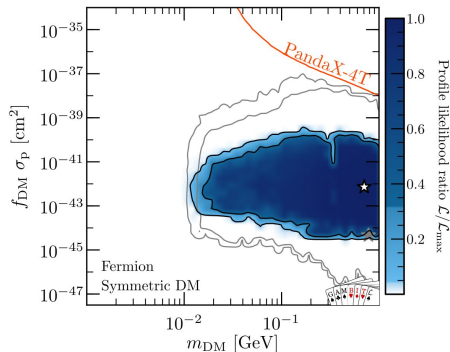 10⁻³⁵
10⁻³⁷
10⁻³⁹
10⁻⁴¹
10⁻⁴³
10⁻⁴⁵
10⁻⁴⁷
f_DM σ_p [cm²]
PandaX-4T
Fermion
Symmetric DM
GAMBIT
10⁻² 10⁻¹
m_DM [GeV]
1.0
0.8
0.6
0.4
0.2
Profile likelihood ratio ℒ/ℒ_max